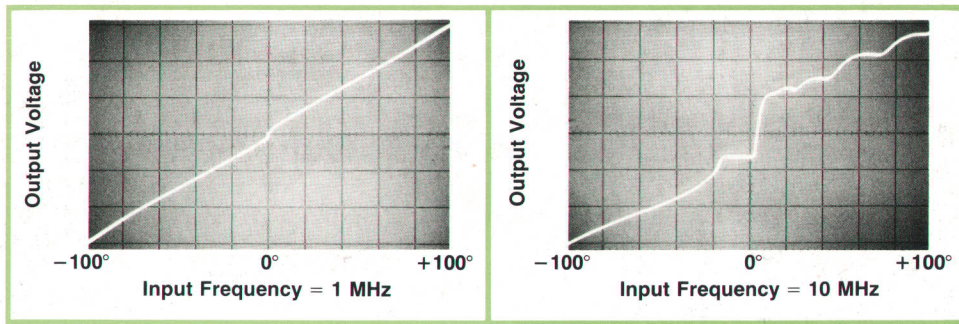 Output Voltage
−100°
0°
+100°
Input Frequency = 1 MHz
Output Voltage
−100°
0°
+100°
Input Frequency = 10 MHz